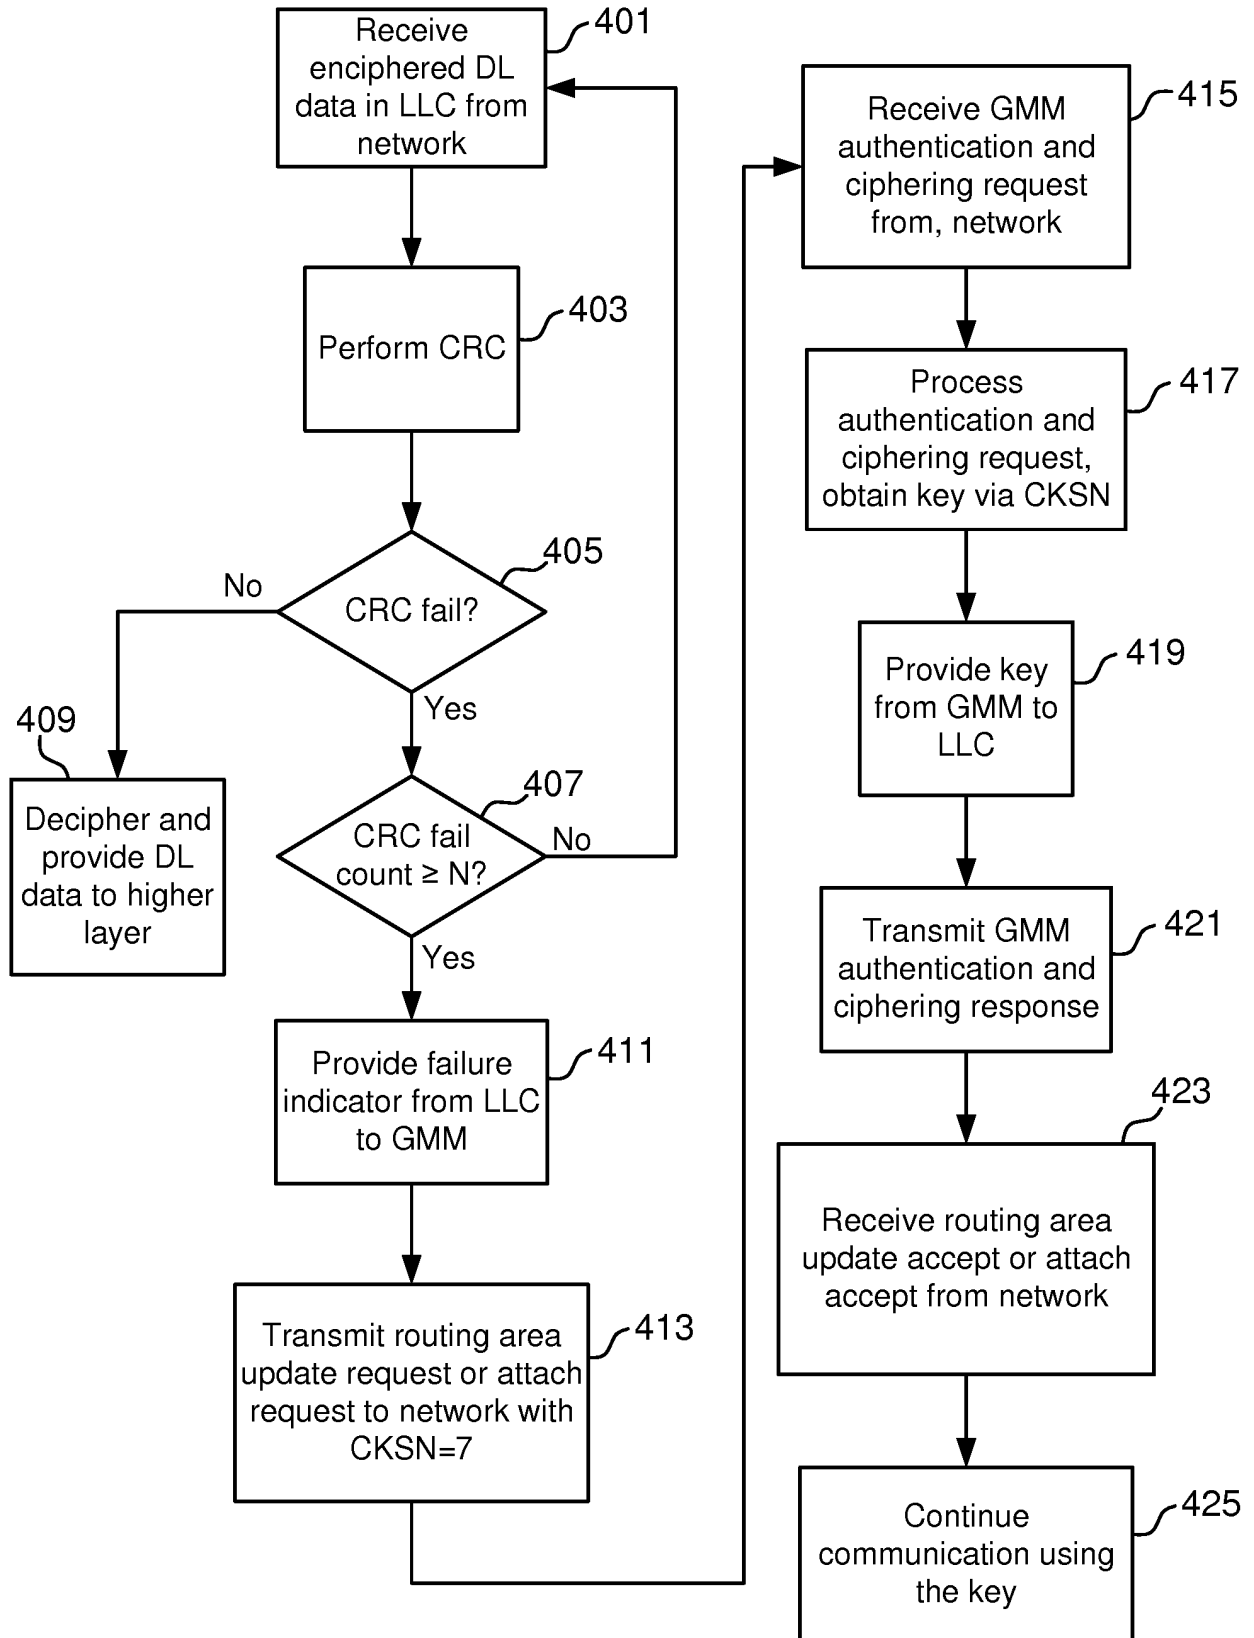 Receive
enciphered DL
data in LLC from
network
401
Perform CRC
403
CRC fail?
405
No
Yes
409
Decipher and
provide DL
data to higher
layer
CRC fail
count ≥ N?
407
No
Yes
Provide failure
indicator from LLC
to GMM
411
Transmit routing area
update request or attach
request to network with
CKSN=7
413
Receive GMM
authentication and
ciphering request
from, network
415
Process
authentication and
ciphering request,
obtain key via CKSN
417
Provide key
from GMM to
LLC
419
Transmit GMM
authentication and
ciphering response
421
423
Receive routing area
update accept or attach
accept from network
Continue
communication using
the key
425